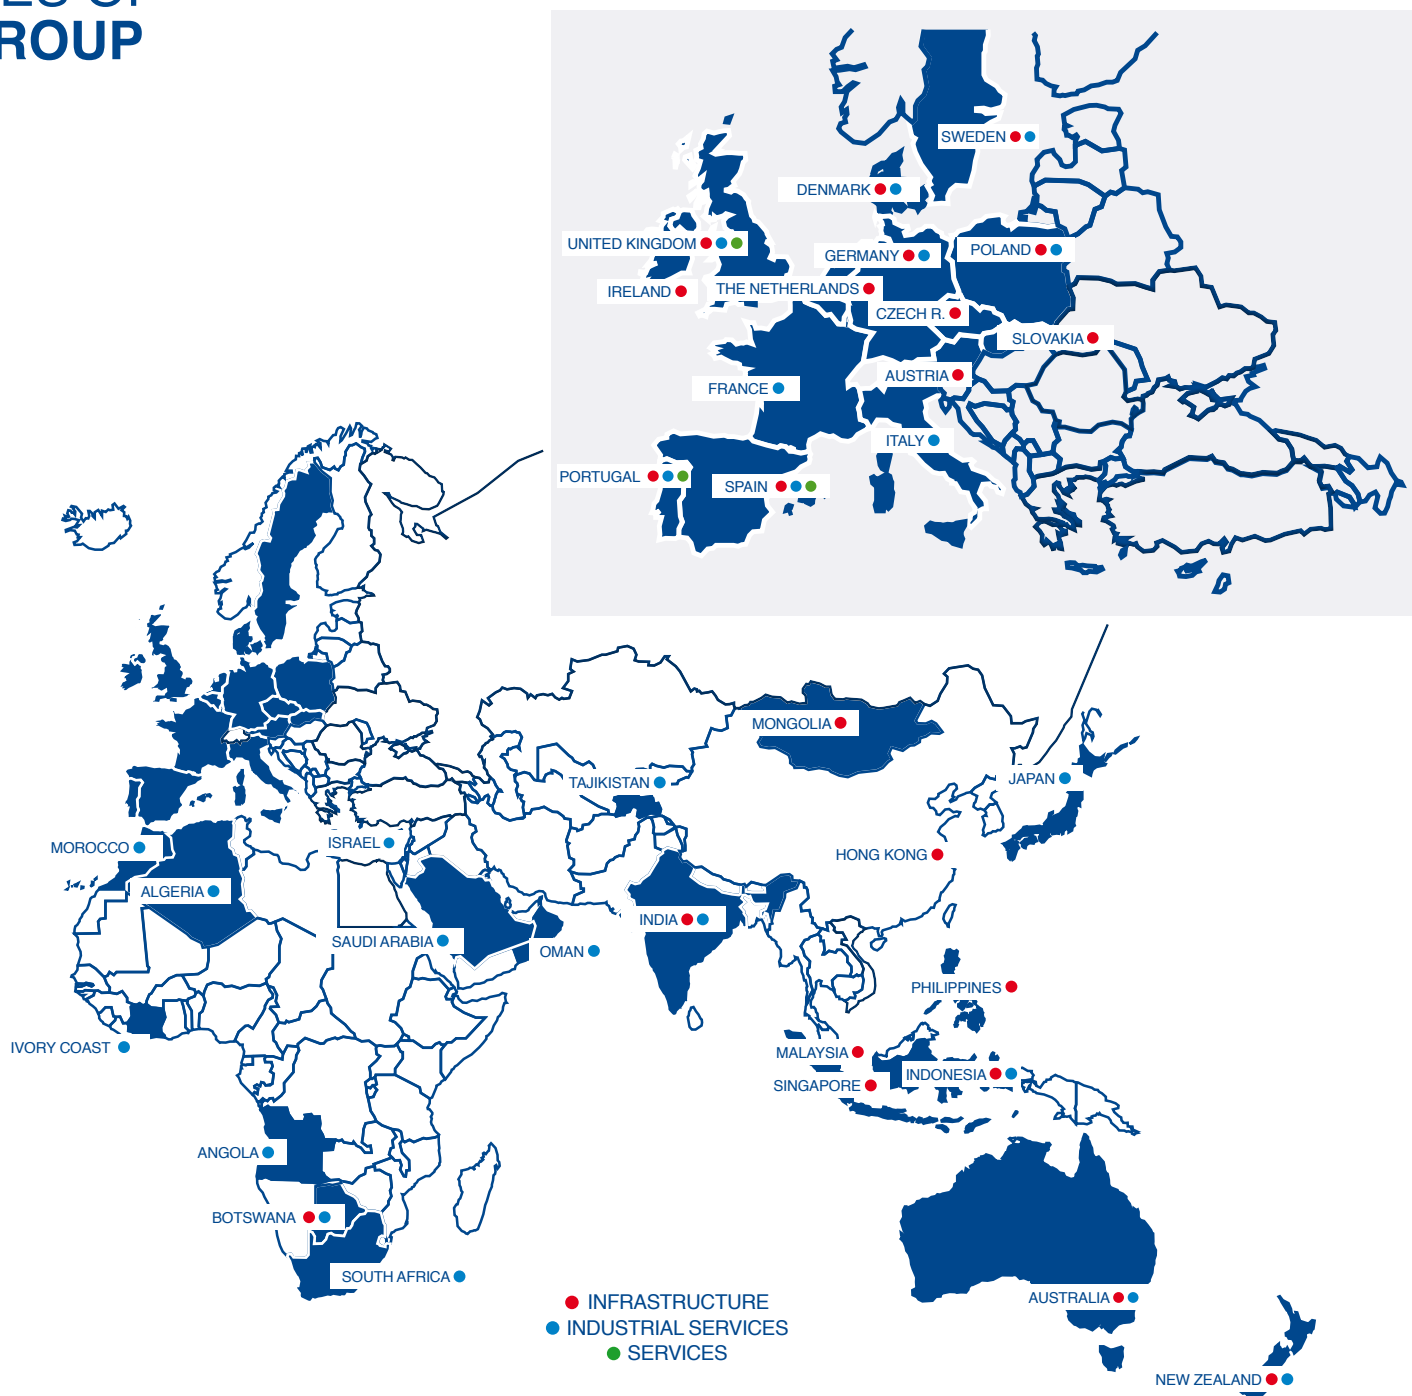 ROUP
SWEDEN
DENMARK
UNITED KINGDOM
GERMANY
POLAND
IRELAND
THE NETHERLANDS
CZECH R.
SLOVAKIA
AUSTRIA
FRANCE
ITALY
PORTUGAL
SPAIN
MONGOLIA
TAJIKISTAN
JAPAN
MOROCCO
ISRAEL
HONG KONG
ALGERIA
INDIA
SAUDI ARABIA
OMAN
PHILIPPINES
IVORY COAST
MALAYSIA
INDONESIA
SINGAPORE
ANGOLA
BOTSWANA
SOUTH AFRICA
AUSTRALIA
INFRASTRUCTURE
INDUSTRIAL SERVICES
SERVICES
NEW ZEALAND